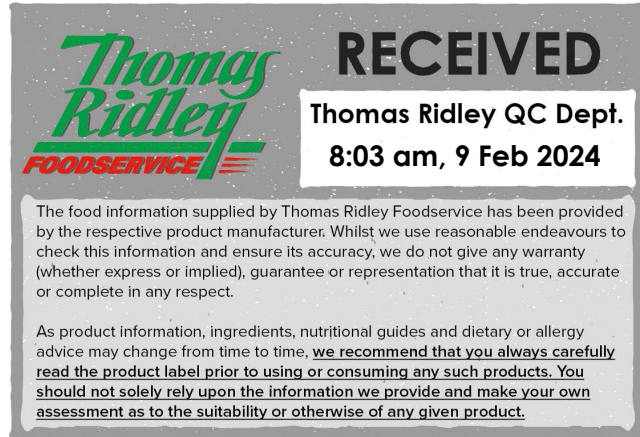 Thomas
Ridley
FOODSERVICE
RECEIVED
Thomas Ridley QC Dept.
8:03 am, 9 Feb 2024
The food information supplied by Thomas Ridley Foodservice has been provided
by the respective product manufacturer. Whilst we use reasonable endeavours to
check this information and ensure its accuracy, we do not give any warranty
(whether express or implied), guarantee or representation that it is true, accurate
or complete in any respect.
As product information, ingredients, nutritional guides and dietary or allergy
advice may change from time to time, we recommend that you always carefully
read the product label prior to using or consuming any such products. You
should not solely rely upon the information we provide and make your own
assessment as to the suitability or otherwise of any given product.